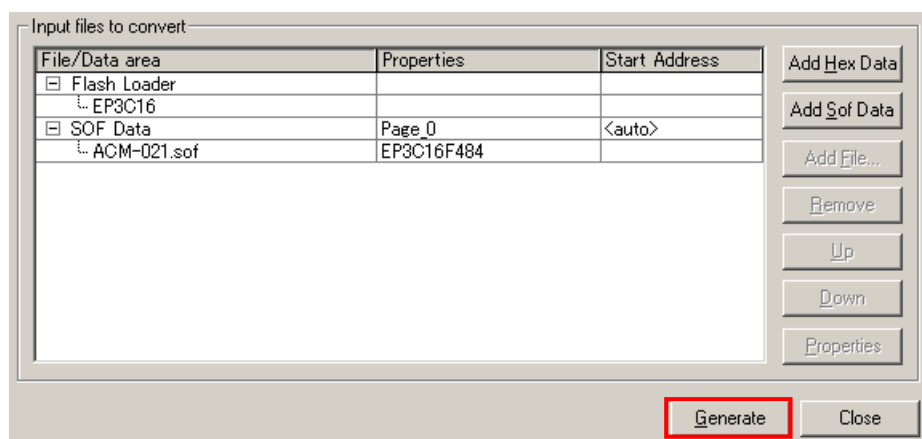 Input files to convert
File/Data area Properties Start Address Add Hex Data
Flash Loader
EP3C16 Add Sof Data
SOF Data Page_0 <auto>
ACM-021.sof EP3C16F484 Add File...
Remove
Up
Down
Properties
Generate Close